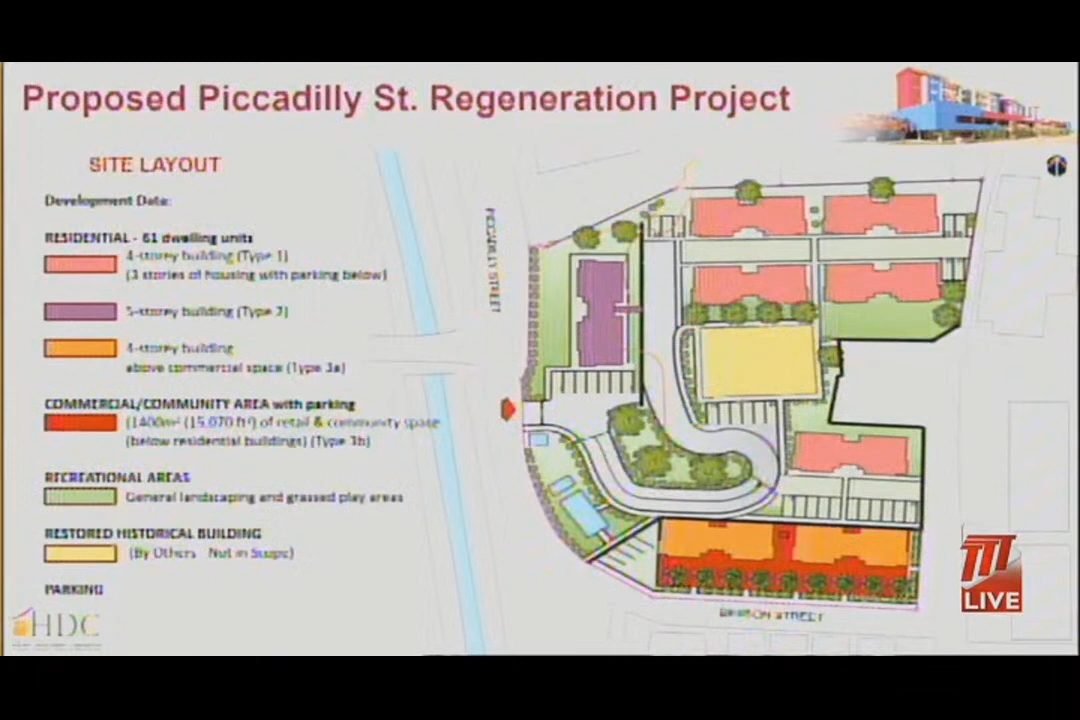 Proposed Piccadilly St. Regeneration Project
SITE LAYOUT
Development Data:
RESIDENTIAL - 61 dwelling units
4-storey building (Type 1)
(3 stories of housing with parking below)
5-storey building (Type 2)
4-storey building
above commercial space (Type 3a)
COMMERCIAL/COMMUNITY AREA with parking
(1400m² (15,070 ft²) of retail & community space
(below residential buildings) (Type 3b)
RECREATIONAL AREAS
General landscaping and grassed play areas
RESTORED HISTORICAL BUILDING
(By Others - Not in Scope)
PARKING
HDC
PICCADILLY STREET
STREET
LIVE